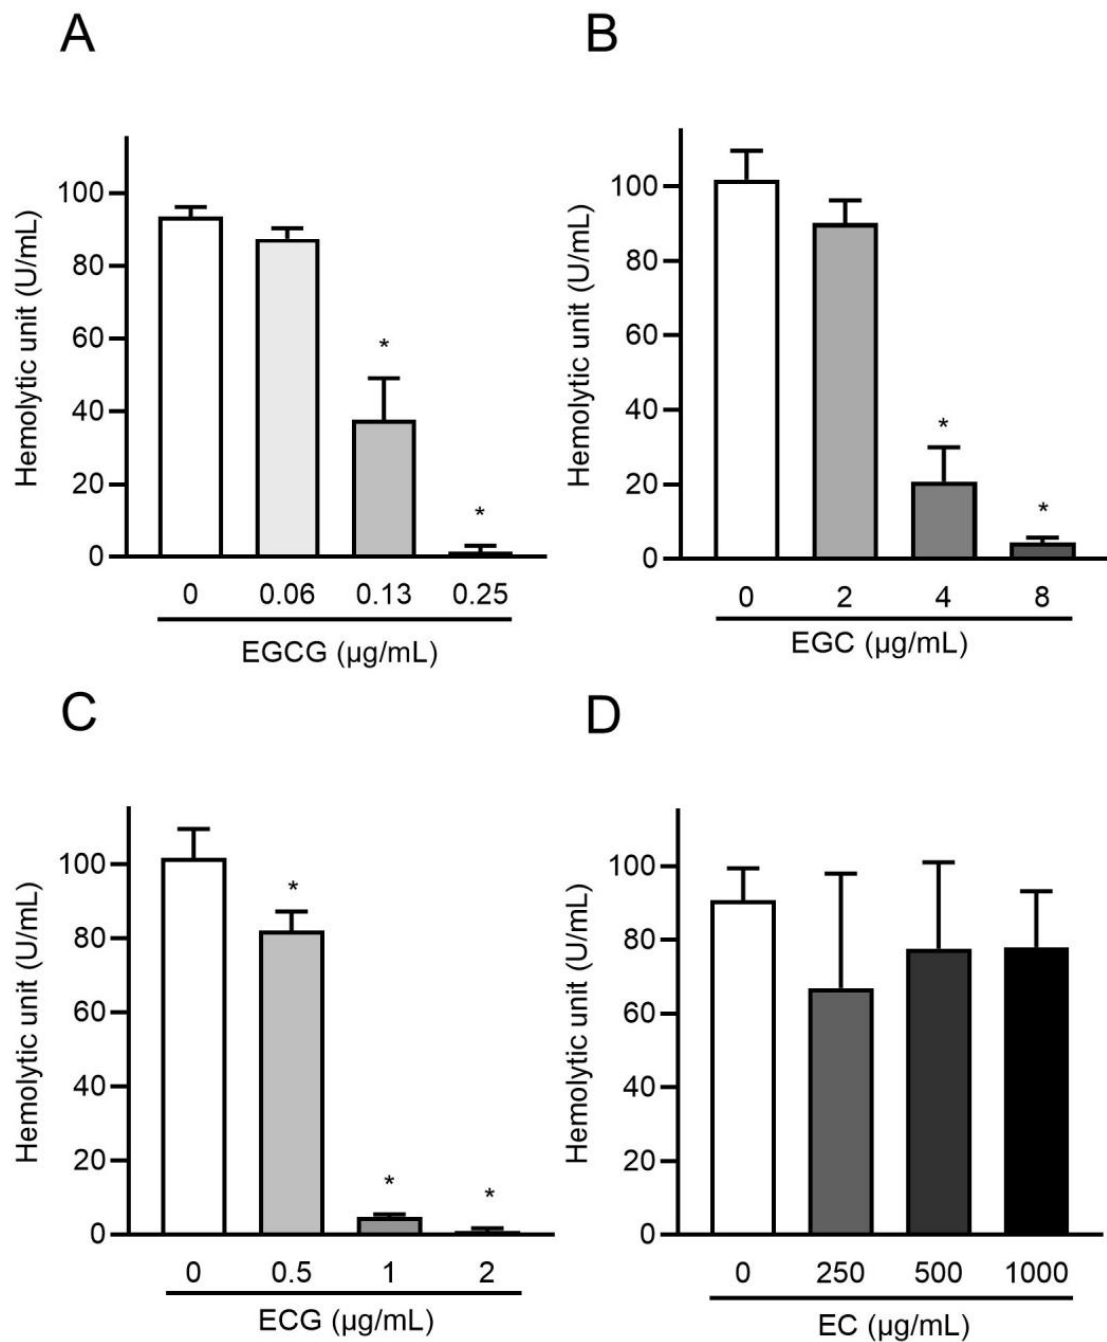 A
Hemolytic unit (U/mL)
100
80
60
40
20
0
*
*
0 0.06 0.13 0.25
EGCG (µg/mL)
B
Hemolytic unit (U/mL)
100
80
60
40
20
0
*
*
0 2 4 8
EGC (µg/mL)
C
Hemolytic unit (U/mL)
100
80
60
40
20
0
*
*
*
0 0.5 1 2
ECG (µg/mL)
D
Hemolytic unit (U/mL)
100
80
60
40
20
0
0 250 500 1000
EC (µg/mL)